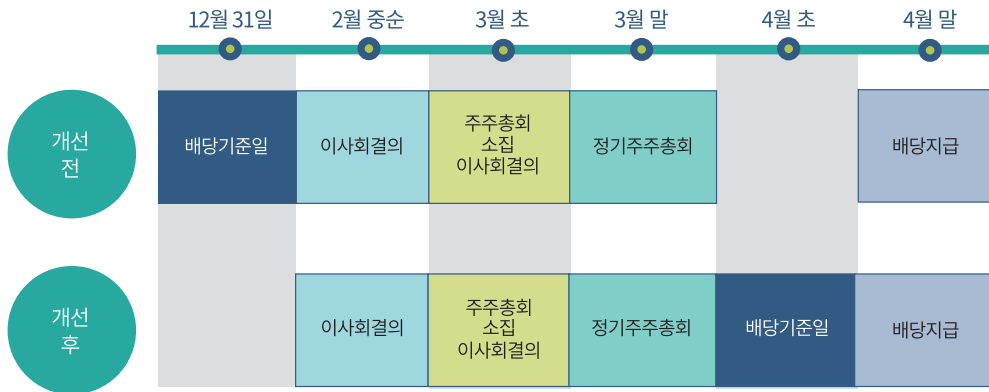 12월 31일
2월 중순
3월 초
3월 말
4월 초
4월 말
개선
전
배당기준일
이사회결의
주주총회
소집
이사회결의
정기주주총회
배당지급
개선
후
이사회결의
주주총회
소집
이사회결의
정기주주총회
배당기준일
배당지급